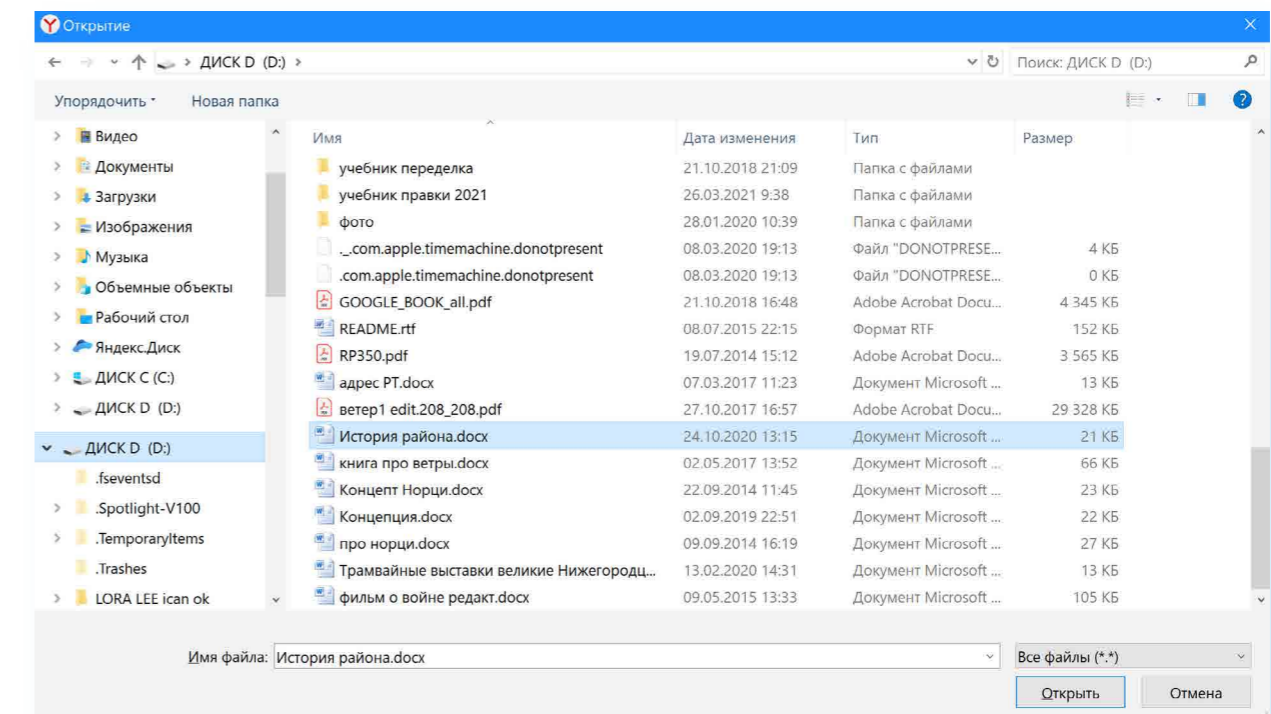 Открытие
ДИСК D (D:)
Поиск: ДИСК D (D:)
Упорядочить
Новая папка
Видео
Документы
Загрузки
Изображения
Музыка
Объемные объекты
Рабочий стол
Яндекс.Диск
ДИСК C (C:)
ДИСК D (D:)
ДИСК D (D:)
.fseventsd
.Spotlight-V100
.TemporaryItems
.Trashes
LORA LEE ican ok
Имя Дата изменения Тип Размер
учебник переделка 21.10.2018 21:09 Папка с файлами
учебник правки 2021 26.03.2021 9:38 Папка с файлами
фото 28.01.2020 10:39 Папка с файлами
._.com.apple.timemachine.donotpresent 08.03.2020 19:13 Файл "DONOTPRESE... 4 КБ
.com.apple.timemachine.donotpresent 08.03.2020 19:13 Файл "DONOTPRESE... 0 КБ
GOOGLE_BOOK_all.pdf 21.10.2018 16:48 Adobe Acrobat Docu... 4 345 КБ
README.rtf 08.07.2015 22:15 Формат RTF 152 КБ
RP350.pdf 19.07.2014 15:12 Adobe Acrobat Docu... 3 565 КБ
адрес РТ.docx 07.03.2017 11:23 Документ Microsoft ... 13 КБ
ветер1 edit.208_208.pdf 27.10.2017 16:57 Adobe Acrobat Docu... 29 328 КБ
История района.docx 24.10.2020 13:15 Документ Microsoft ... 21 КБ
книга про ветры.docx 02.05.2017 13:52 Документ Microsoft ... 66 КБ
Концепт Норци.docx 22.09.2014 11:45 Документ Microsoft ... 23 КБ
Концепция.docx 02.09.2019 22:51 Документ Microsoft ... 22 КБ
про норци.docx 09.09.2014 16:19 Документ Microsoft ... 27 КБ
Трамвайные выставки великие Нижегородц... 13.02.2020 14:31 Документ Microsoft ... 13 КБ
фильм о войне редакт.docx 09.05.2015 13:33 Документ Microsoft ... 105 КБ
Имя файла: История района.docx
Все файлы (*.*)
Открыть
Отмена